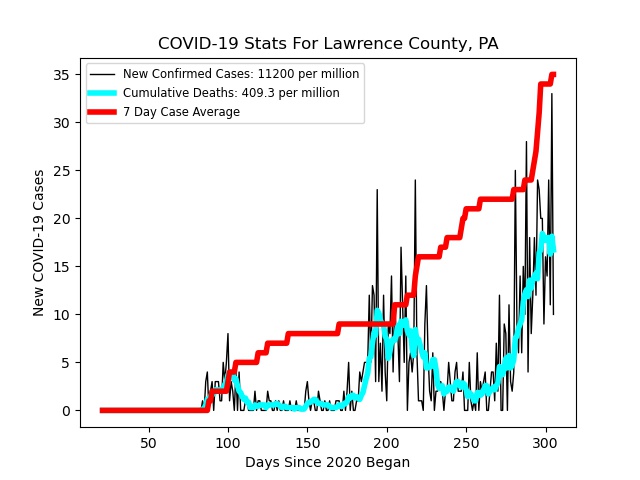 COVID-19 Stats For Lawrence County, PA
New Confirmed Cases: 11200 per million
Cumulative Deaths: 409.3 per million
7 Day Case Average
New COVID-19 Cases
35
30
25
20
15
10
5
0
50 100 150 200 250 300
Days Since 2020 Began